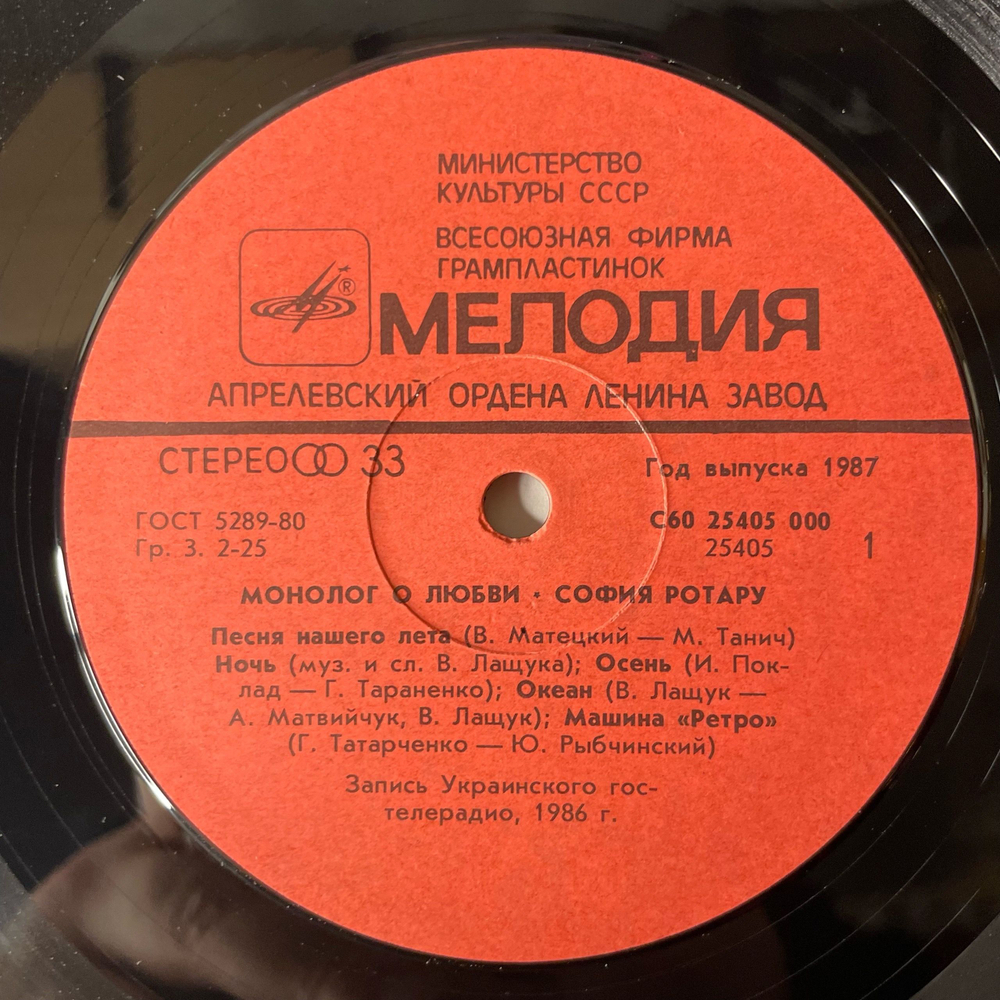 МИНИСТЕРСТВО
КУЛЬТУРЫ СССР
ВСЕСОЮЗНАЯ ФИРМА
ГРАМПЛАСТИНОК
®
МЕЛОДИЯ
АПРЕЛЕВСКИЙ ОРДЕНА ЛЕНИНА ЗАВОД
СТЕРЕО 33
Год выпуска 1987
ГОСТ 5289-80
Гр. 3. 2-25
С60 25405 000
25405 1
МОНОЛОГ О ЛЮБВИ · СОФИЯ РОТАРУ
Песня нашего лета (В. Матецкий — М. Танич)
Ночь (муз. и сл. В. Лащука); Осень (И. Пок-
лад — Г. Тараненко); Океан (В. Лащук —
А. Матвийчук, В. Лащук); Машина «Ретро»
(Г. Татарченко — Ю. Рыбчинский)
Запись Украинского гос-
телерадио, 1986 г.